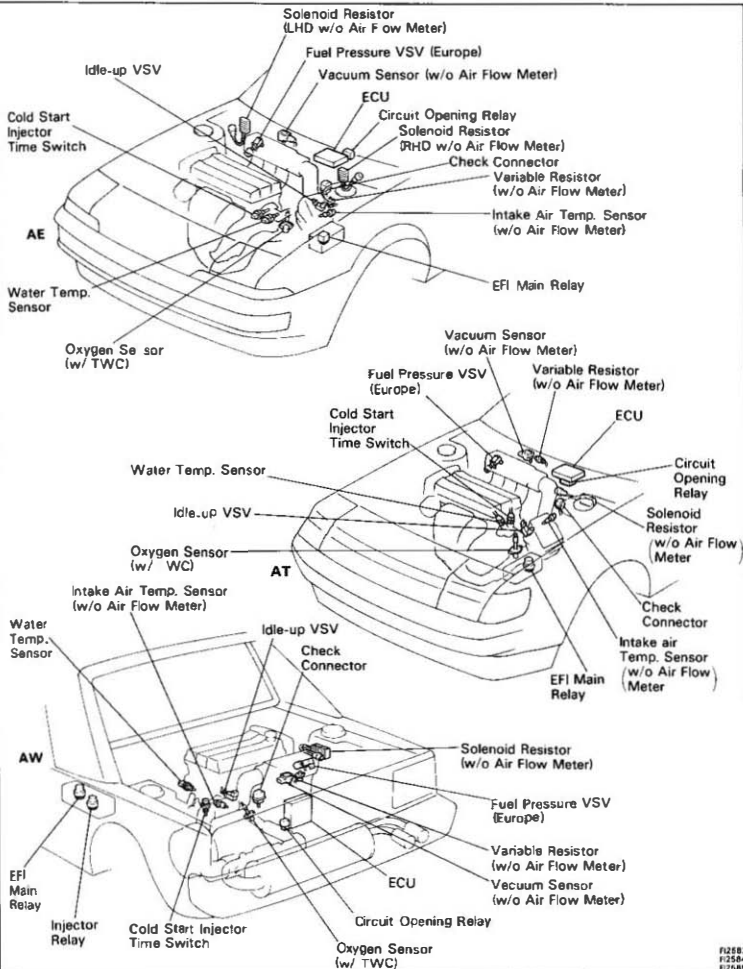 Solenoid Resistor
(LHD w/o Air F ow Meter)
Fuel Pressure VSV (Europe)
Idle-up VSV
Vacuum Sensor (w/o Air Flow Meter)
ECU
Cold Start
Injector
Time Switch
Circuit Opening Relay
Solenoid Resistor
(RHD w/o Air Flow Meter)
Check Connector
Variable Resistor
(w/o Air Flow Meter)
Intake Air Temp. Sensor
(w/o Air Flow Meter)
AE
EFI Main Relay
Water Temp.
Sensor
Oxygen Se sor
(w/ TWC)
Vacuum Sensor
(w/o Air Flow Meter)
Fuel Pressure VSV
(Europe)
Variable Resistor
(w/o Air Flow Meter)
ECU
Cold Start
Injector
Time Switch
Water Temp. Sensor
Circuit
Opening
Relay
Idle-up VSV
Solenoid
Resistor
(w/o Air Flow
Meter)
Oxygen Sensor
(w/ WC)
AT
Check
Connector
Intake air
Temp. Sensor
(w/o Air Flow
Meter)
EFI Main
Relay
Intake Air Temp. Sensor
(w/o Air Flow Meter)
Water
Temp.
Sensor
Idle-up VSV
Check
Connector
AW
Solenoid Resistor
(w/o Air Flow Meter)
Fuel Pressure VSV
(Europe)
Variable Resistor
(w/o Air Flow Meter)
Vecuum Sensor
(w/o Air Flow Meter)
ECU
EFI
Main
Relay
Injector
Relay
Cold Start Injector
Time Switch
Circuit Opening Relay
Oxygen Sensor
(w/ TWC)